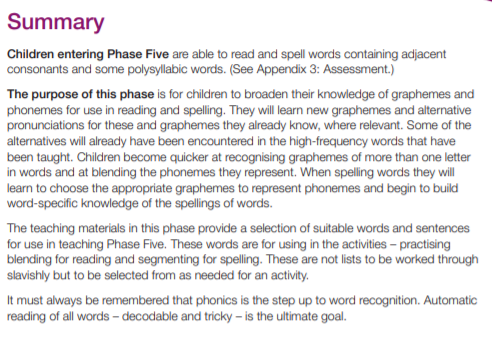 Summary
Children entering Phase Five are able to read and spell words containing adjacent
consonants and some polysyllabic words. (See Appendix 3: Assessment.)
The purpose of this phase is for children to broaden their knowledge of graphemes and
phonemes for use in reading and spelling. They will learn new graphemes and alternative
pronunciations for these and graphemes they already know, where relevant. Some of the
alternatives will already have been encountered in the high-frequency words that have
been taught. Children become quicker at recognising graphemes of more than one letter
in words and at blending the phonemes they represent. When spelling words they will
learn to choose the appropriate graphemes to represent phonemes and begin to build
word-specific knowledge of the spellings of words.
The teaching materials in this phase provide a selection of suitable words and sentences
for use in teaching Phase Five. These words are for using in the activities – practising
blending for reading and segmenting for spelling. These are not lists to be worked through
slavishly but to be selected from as needed for an activity.
It must always be remembered that phonics is the step up to word recognition. Automatic
reading of all words – decodable and tricky – is the ultimate goal.